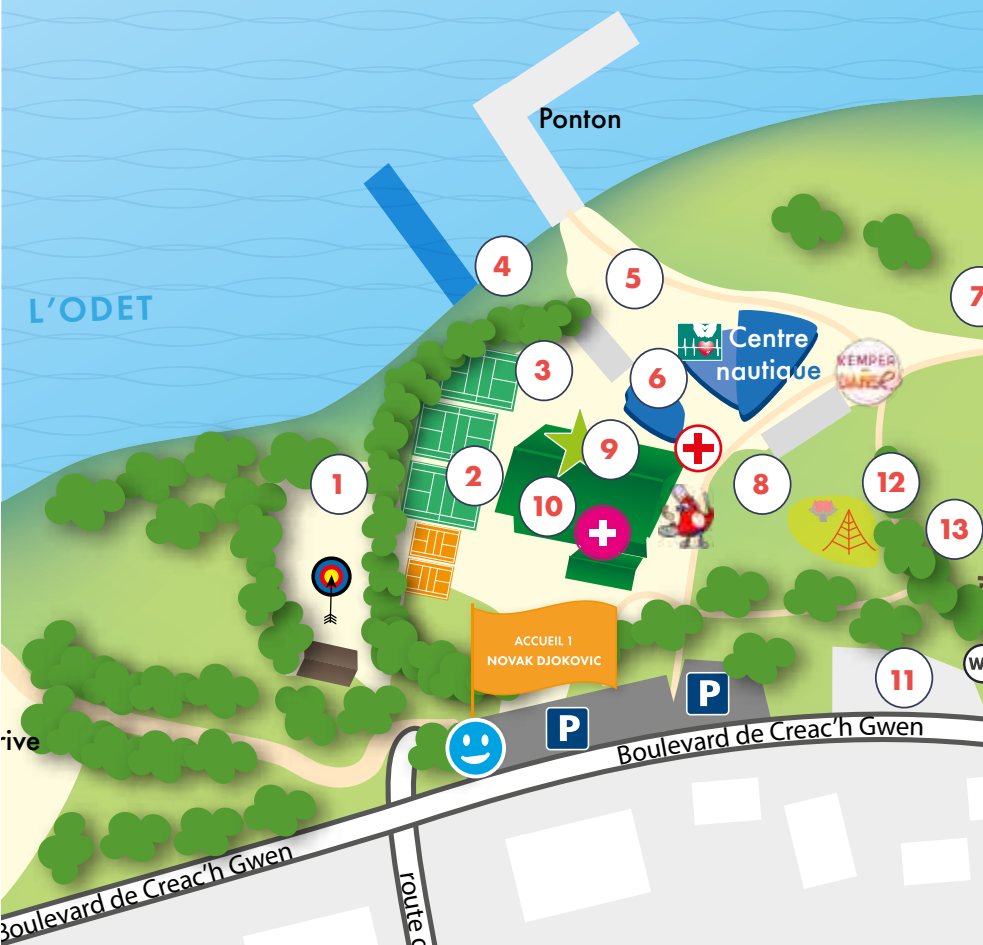 Ponton
4
5
L'ODET
7
Centre
nautique
KEMPER
3
6
9
2
1
8
12
10
13
ACCUEIL 1
NOVAK DJOKOVIC
W
11
P
P
rive
Boulevard de Creac'h Gwen
Boulevard de Creac'h Gwen
route